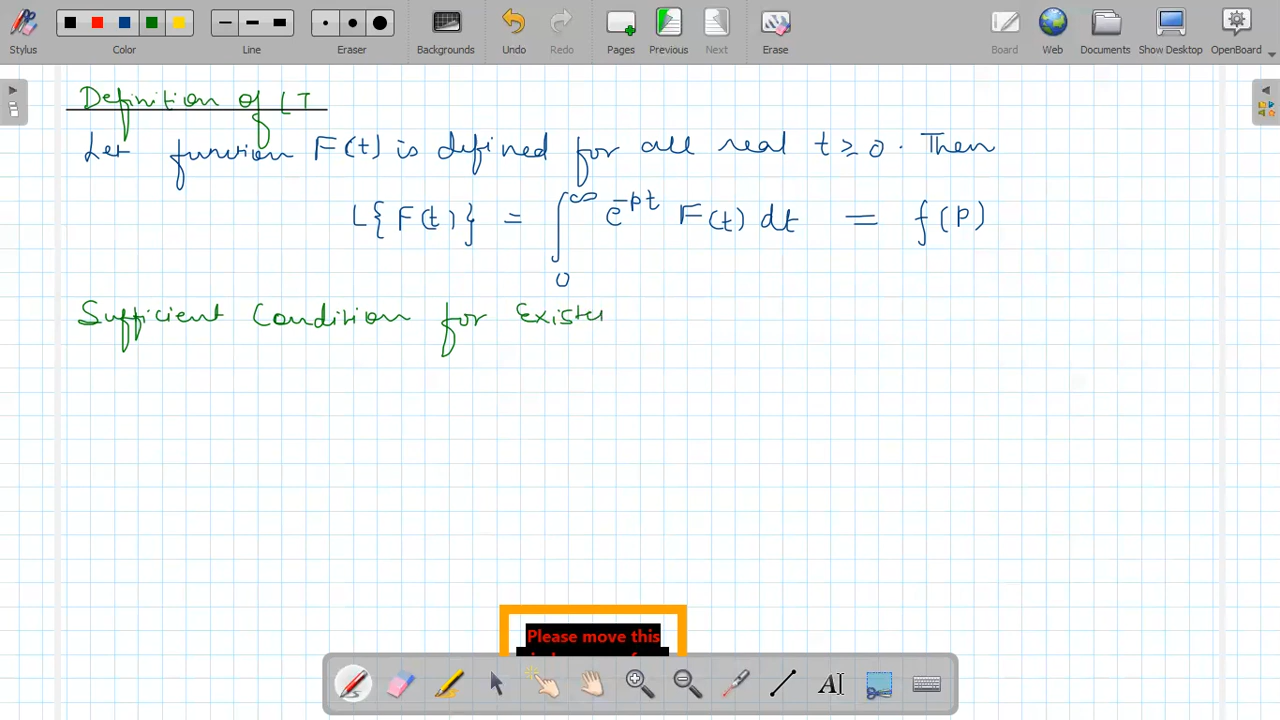 Stylus Color Line Eraser Backgrounds Undo Redo Pages Previous Next Erase Board Web Documents Show Desktop OpenBoard
Definition of LT
Let function F(t) is defined for all real t ≥ 0. Then
L{F(t)} = ∫₀^∞ e^{-pt} F(t) dt = f(p)
Sufficient Condition for Existe
Please move this